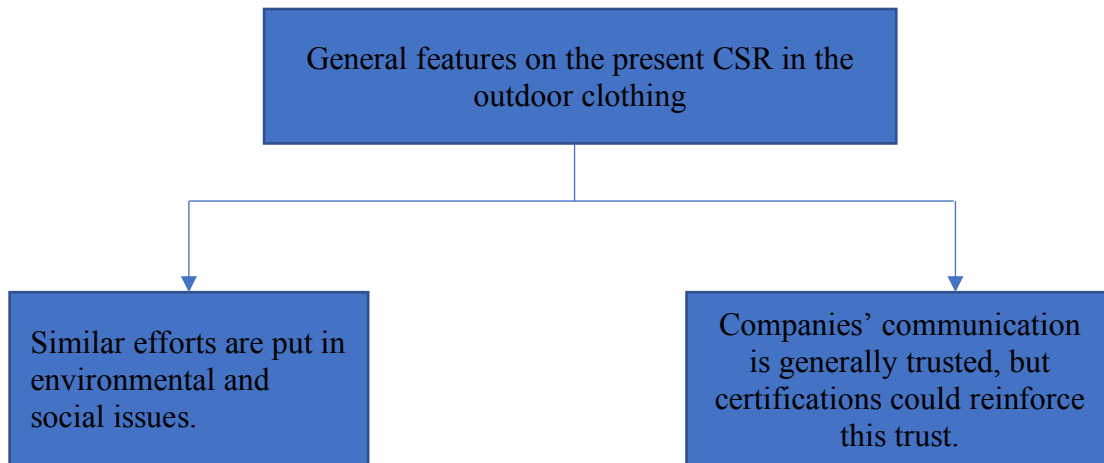 General features on the present CSR in the
outdoor clothing
Similar efforts are put in
environmental and
social issues.
Companies’ communication
is generally trusted, but
certifications could reinforce
this trust.